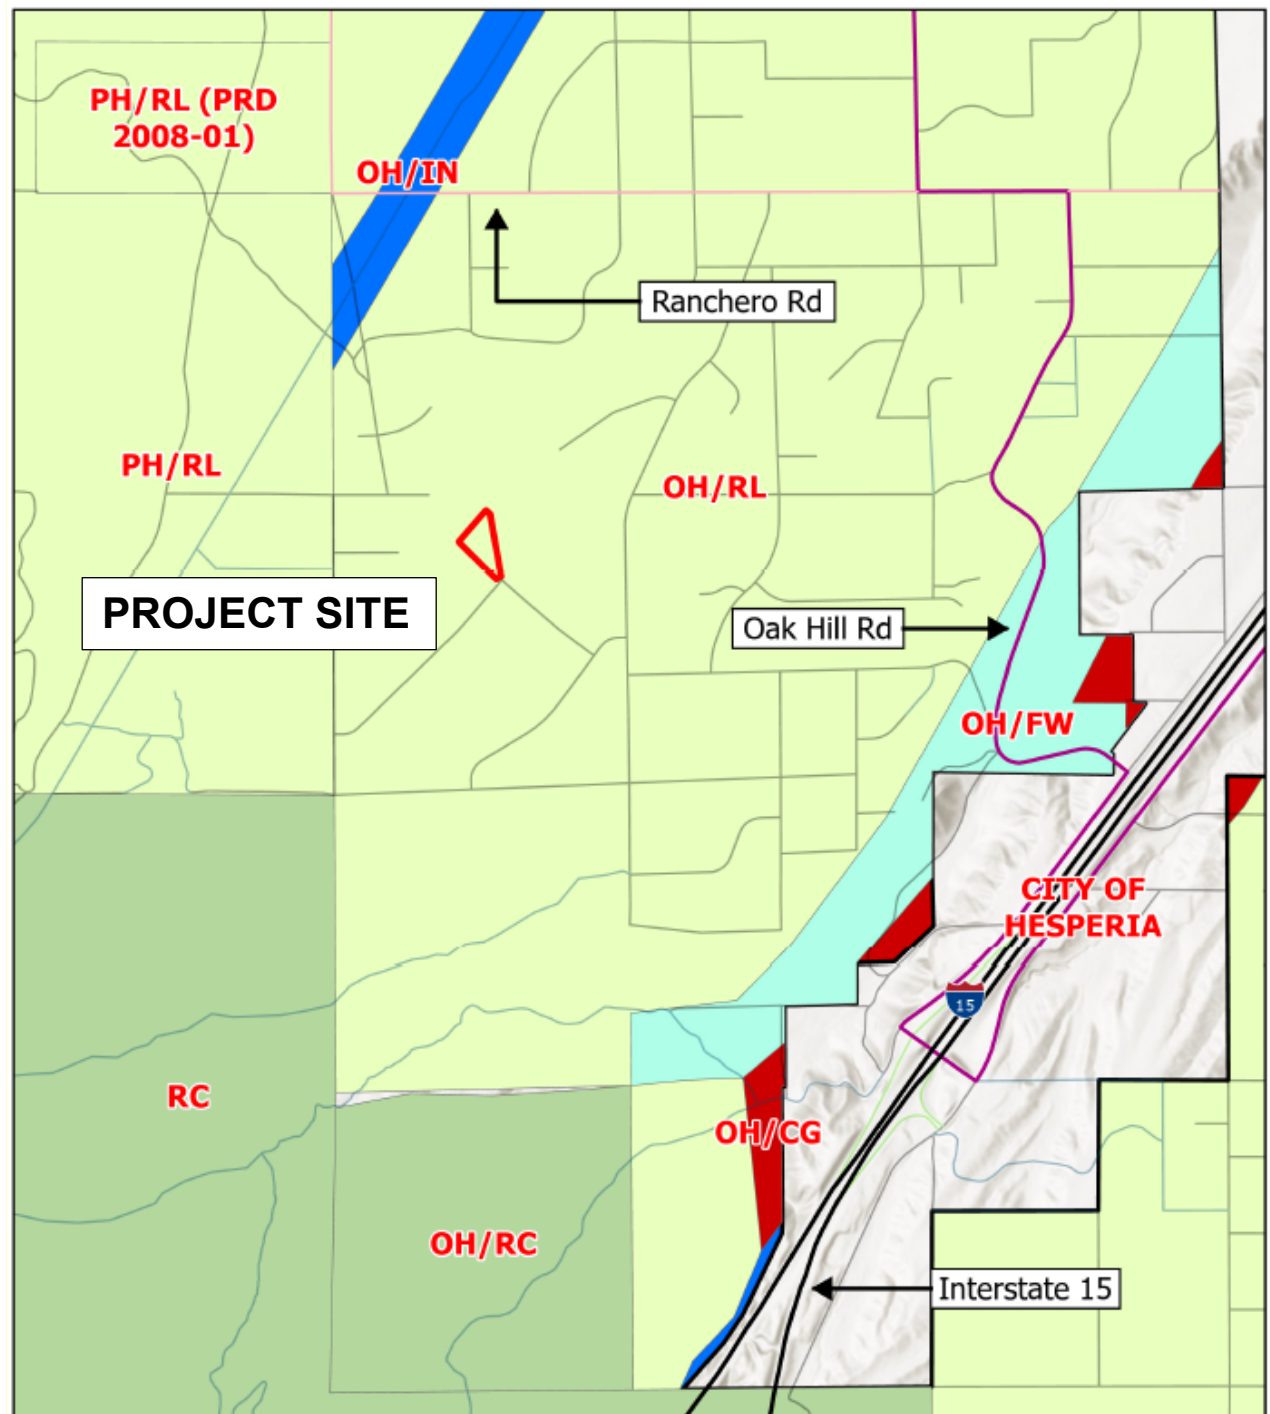 PH/RL (PRD
2008-01)
OH/IN
Ranchero Rd
PH/RL
OH/RL
PROJECT SITE
Oak Hill Rd
OH/FW
CITY OF
HESPERIA
15
RC
OH/CG
OH/RC
Interstate 15